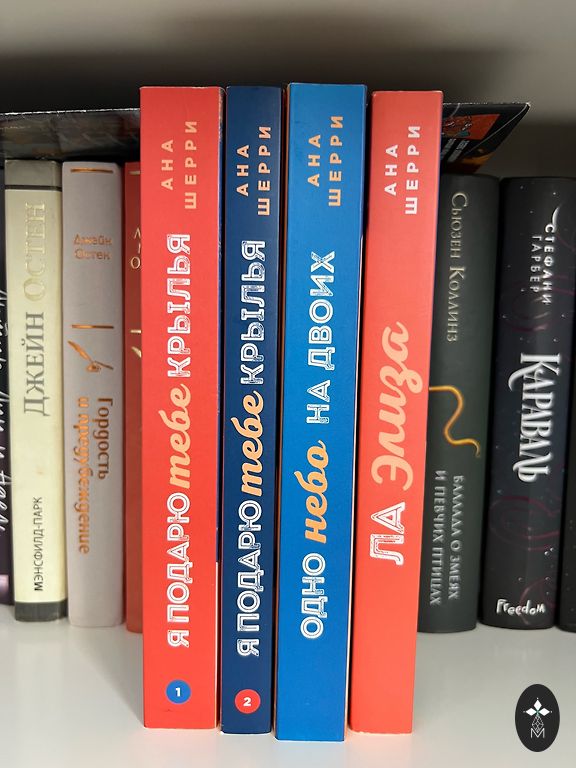 ДЖЕЙН ОСТЕН
МЭНСФИЛД-ПАРК
Джейн
Остен
Гордость
и предубеждение
АНА
ШЕРРИ
Я ПОДАРЮ тебе КРЫЛЬЯ
1
АНА
ШЕРРИ
Я ПОДАРЮ тебе КРЫЛЬЯ
2
АНА
ШЕРРИ
ОДНО небо НА ДВОИХ
АНА
ШЕРРИ
ЛА Элиза
Сьюзен Коллинз
БАЛЛАДА О ЗМЕЯХ
И ПЕВЧИХ ПТИЦАХ
СТЕФАНИ
ГАРБЕР
КАРАВАЛЬ
Freedom
M